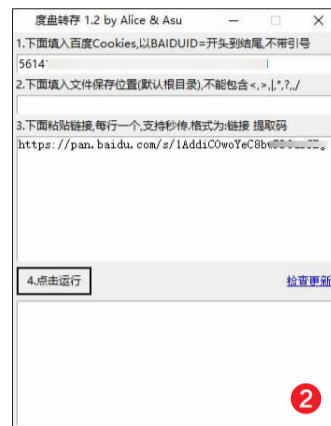 度盘转存 1.2 by Alice & Asu
1.下面填入百度Cookies,以BAIDUID=开头到结尾,不带引号
5614
2.下面填入文件保存位置(默认根目录),不能包含<,>,|,*,?,,/
3.下面粘贴链接,每行一个,支持秒传.格式为:链接 提取码
https://pan.baidu.com/s/1AddiCOwoYeC8bw
4.点击运行
检查更新
2